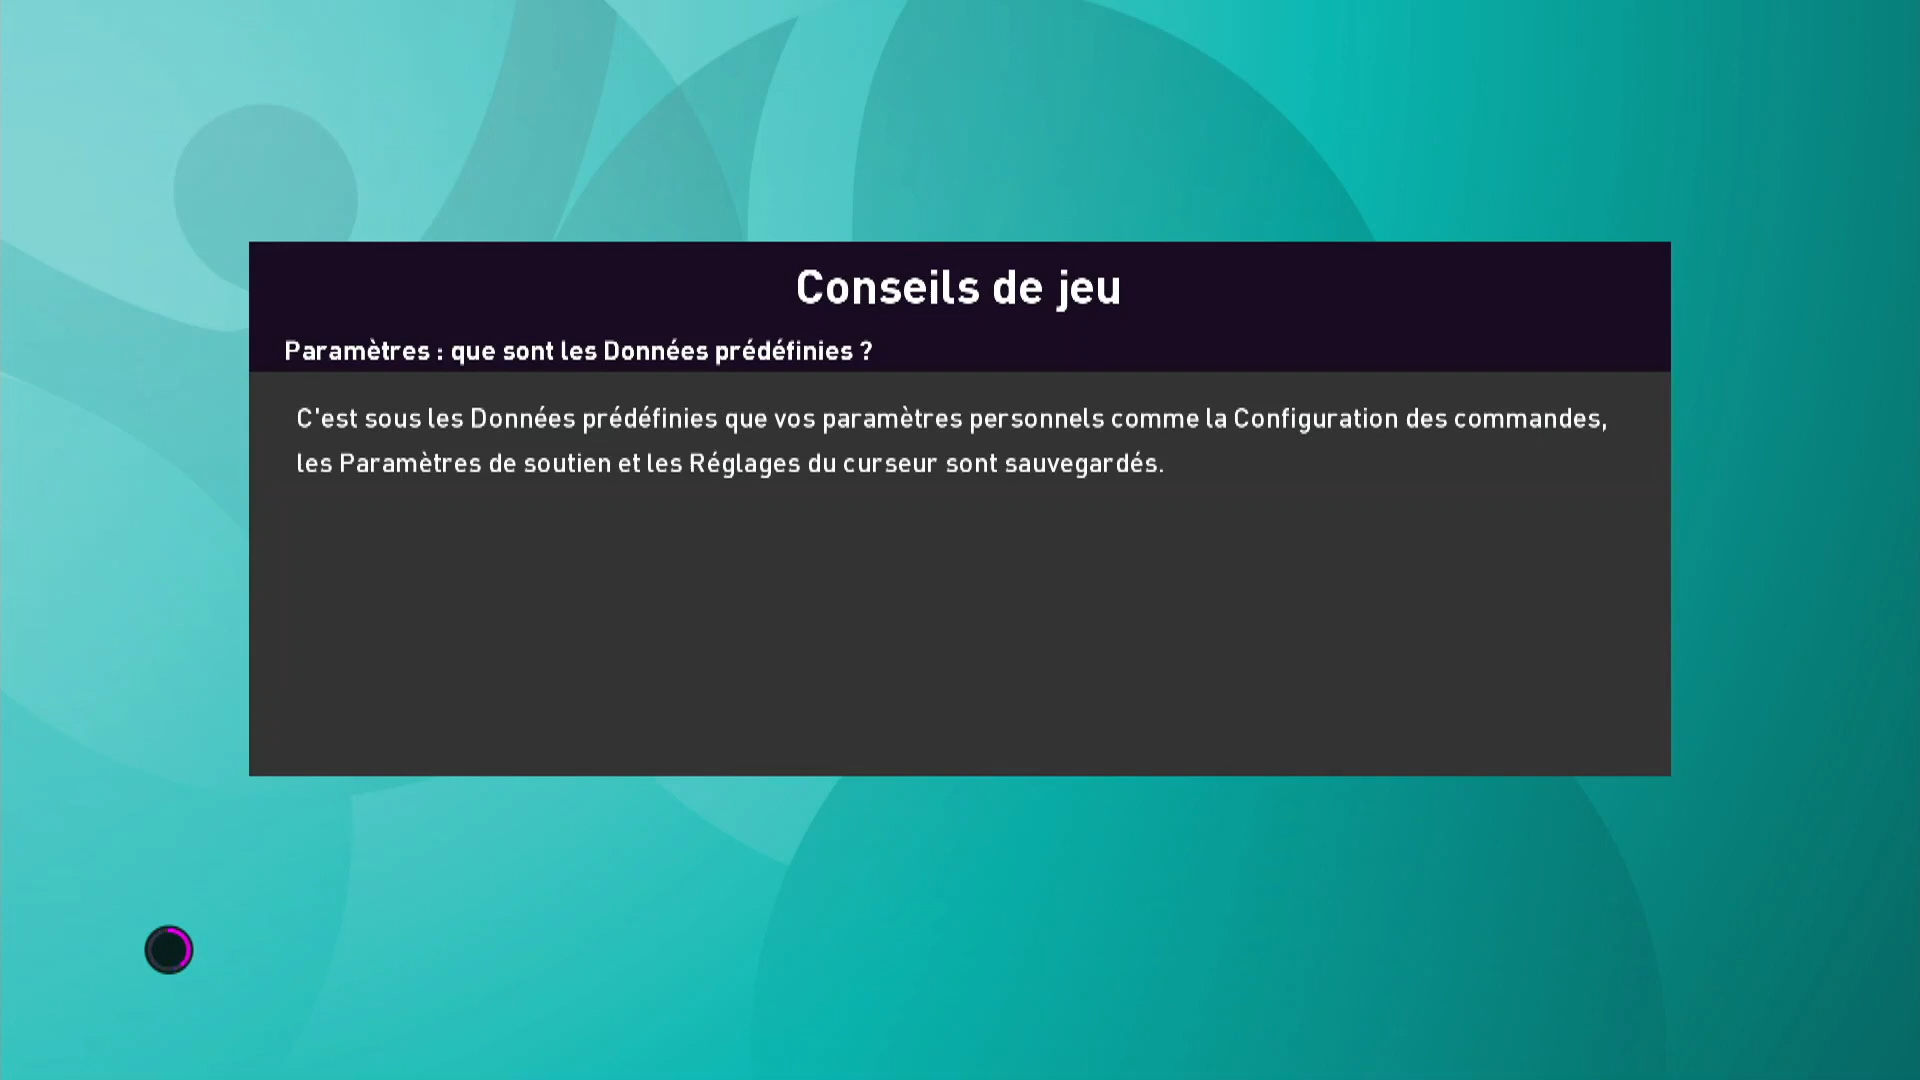 Conseils de jeu
Paramètres : que sont les Données prédéfinies ?
C'est sous les Données prédéfinies que vos paramètres personnels comme la Configuration des commandes,
les Paramètres de soutien et les Réglages du curseur sont sauvegardés.